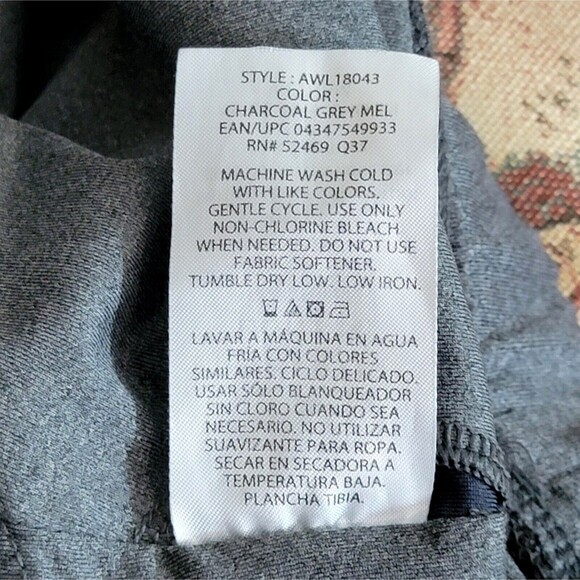 STYLE : AWL18043
COLOR :
CHARCOAL GREY MEL
EAN/UPC 04347549933
RN# 52469 Q37
MACHINE WASH COLD
WITH LIKE COLORS.
GENTLE CYCLE. USE ONLY
NON-CHLORINE BLEACH
WHEN NEEDED. DO NOT USE
FABRIC SOFTENER.
TUMBLE DRY LOW. LOW IRON.
LAVAR A MÁQUINA EN AGUA
FRÍA CON COLORES
SIMILARES. CICLO DELICADO.
USAR SÓLO BLANQUEADOR
SIN CLORO CUANDO SEA
NECESARIO. NO UTILIZAR
SUAVIZANTE PARA ROPA.
SECAR EN SECADORA A
TEMPERATURA BAJA.
PLANCHA TIBIA.